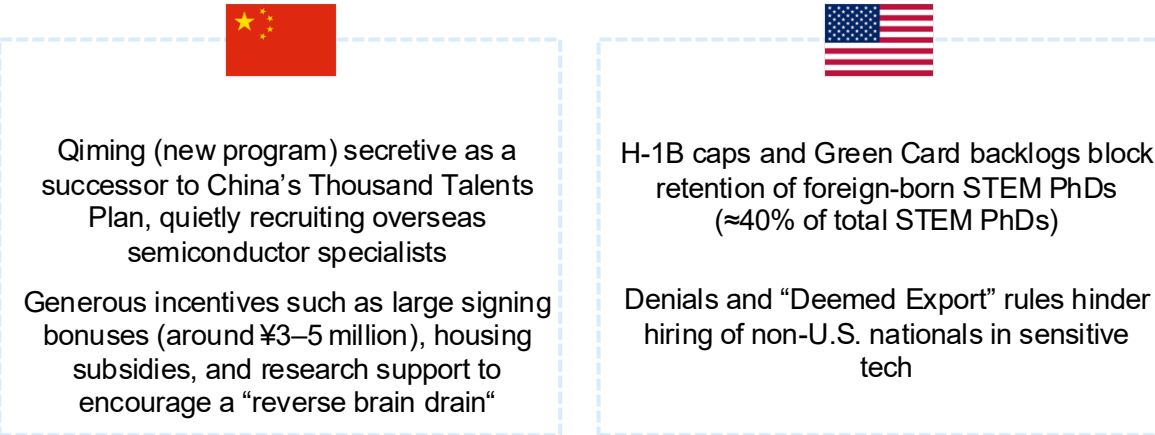 Qiming (new program) secretive as a
successor to China’s Thousand Talents
Plan, quietly recruiting overseas
semiconductor specialists
Generous incentives such as large signing
bonuses (around ¥3–5 million), housing
subsidies, and research support to
encourage a “reverse brain drain“
H-1B caps and Green Card backlogs block
retention of foreign-born STEM PhDs
(≈40% of total STEM PhDs)
Denials and “Deemed Export” rules hinder
hiring of non-U.S. nationals in sensitive
tech